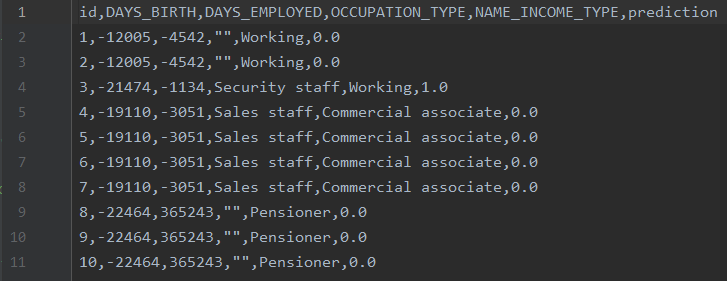 1 id,DAYS_BIRTH,DAYS_EMPLOYED,OCCUPATION_TYPE,NAME_INCOME_TYPE,prediction
2 1,-12005,-4542,"",Working,0.0
3 2,-12005,-4542,"",Working,0.0
4 3,-21474,-1134,Security staff,Working,1.0
5 4,-19110,-3051,Sales staff,Commercial associate,0.0
6 5,-19110,-3051,Sales staff,Commercial associate,0.0
7 6,-19110,-3051,Sales staff,Commercial associate,0.0
8 7,-19110,-3051,Sales staff,Commercial associate,0.0
9 8,-22464,365243,"",Pensioner,0.0
10 9,-22464,365243,"",Pensioner,0.0
11 10,-22464,365243,"",Pensioner,0.0